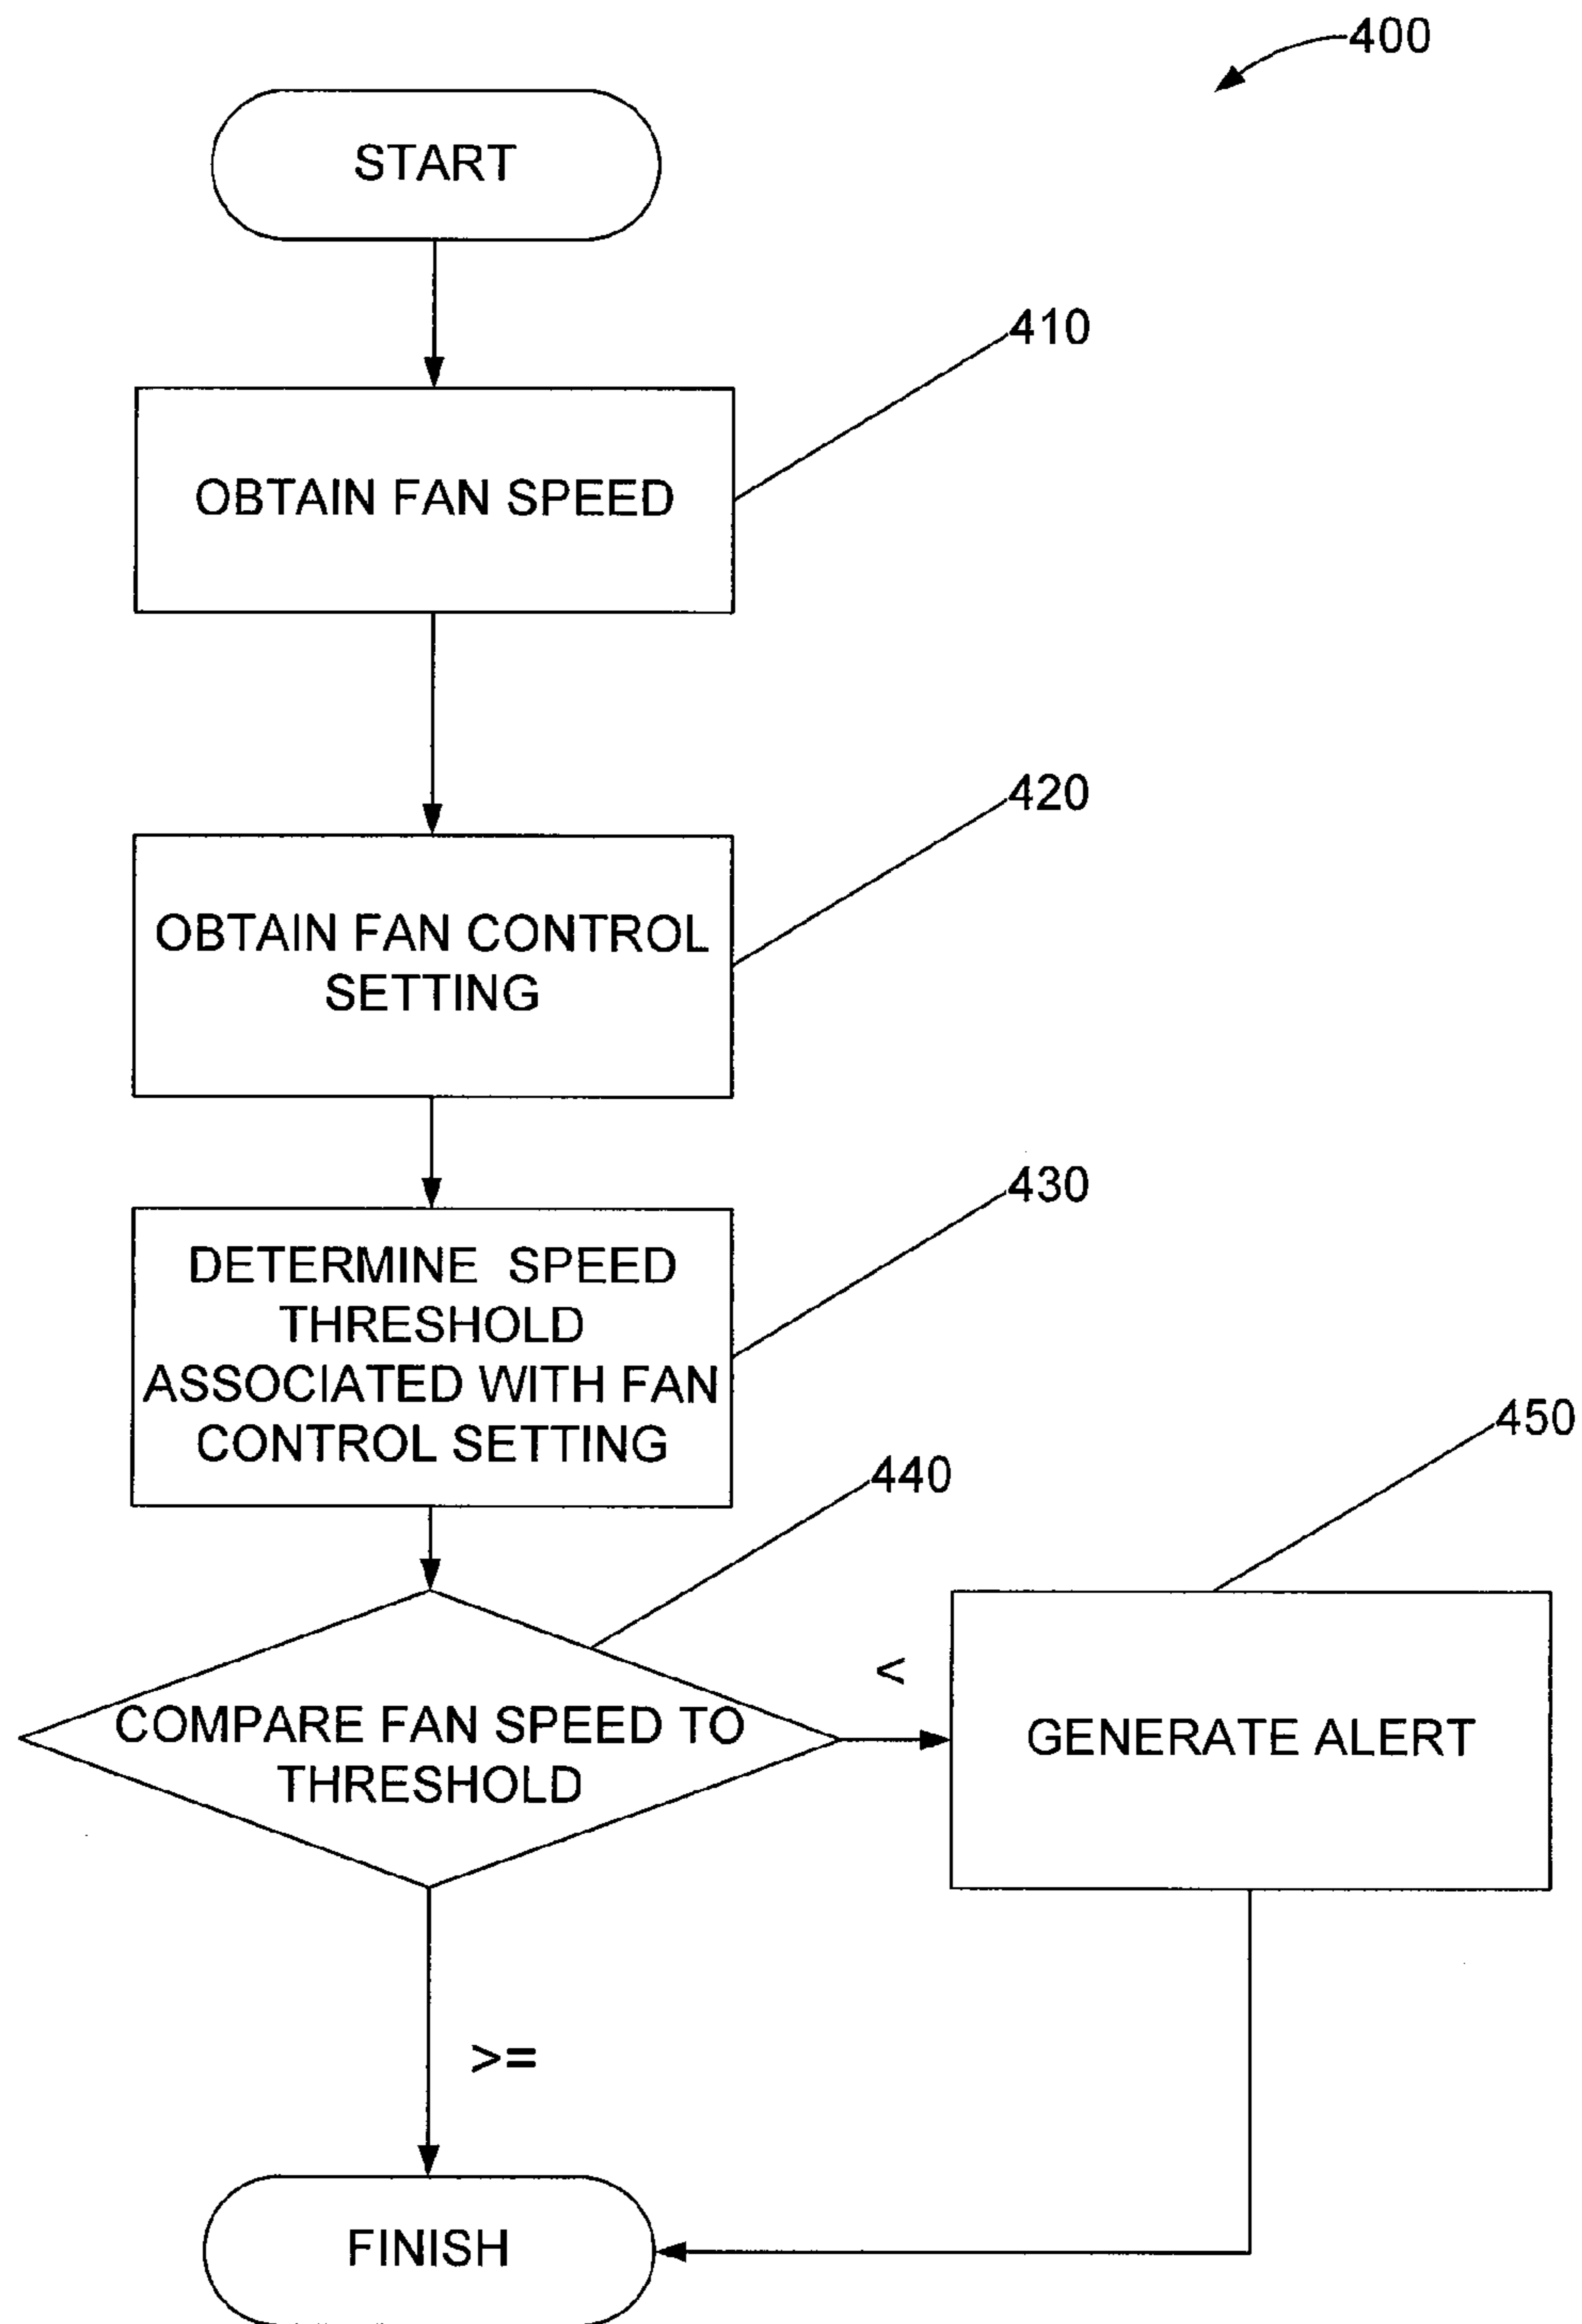 400
START
410
OBTAIN FAN SPEED
420
OBTAIN FAN CONTROL
SETTING
430
DETERMINE SPEED
THRESHOLD
ASSOCIATED WITH FAN
CONTROL SETTING
450
440
<
COMPARE FAN SPEED TO
THRESHOLD
GENERATE ALERT
>=
FINISH